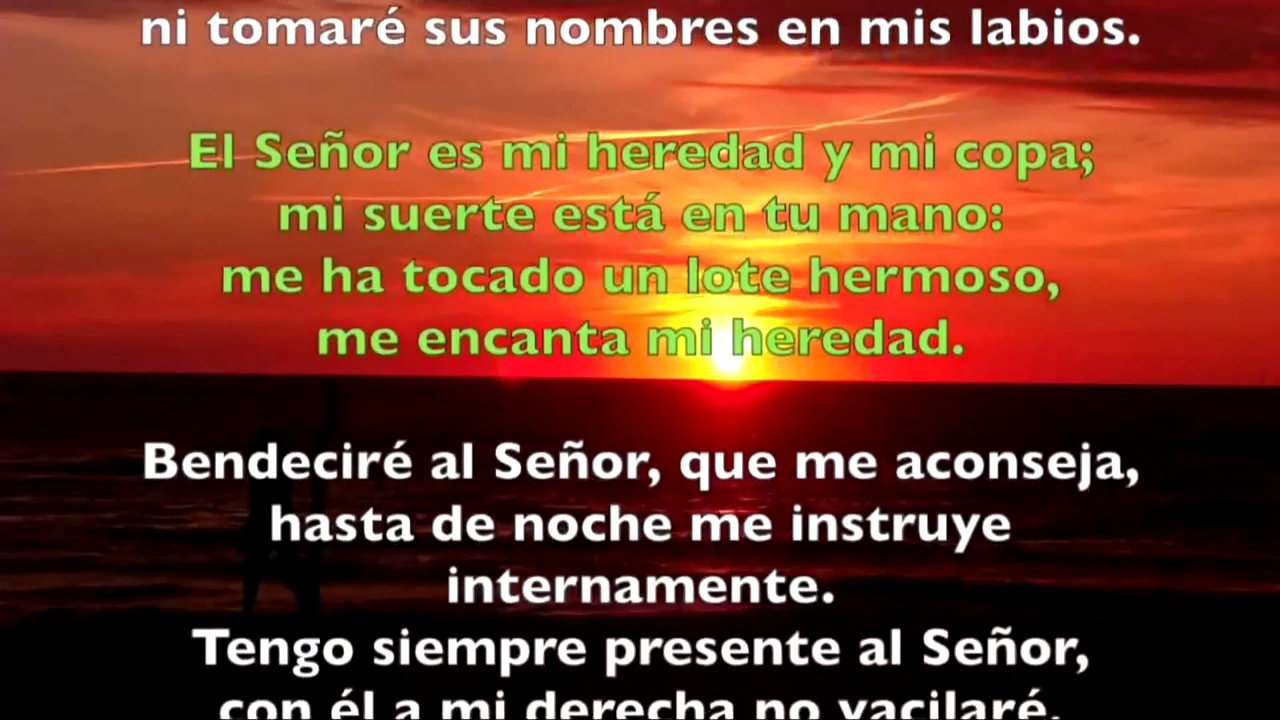 ni tomaré sus nombres en mis labios.
El Señor es mi heredad y mi copa;
mi suerte está en tu mano:
me ha tocado un lote hermoso,
me encanta mi heredad.
Bendeciré al Señor, que me aconseja,
hasta de noche me instruye
internamente.
Tengo siempre presente al Señor,
con él a mi derecha no vacilaré.